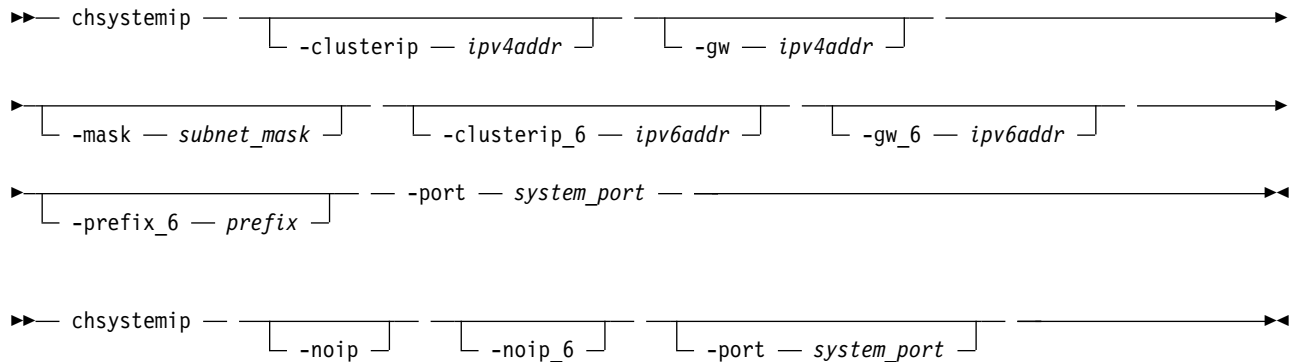 ►►— chsystemip — -clusterip — ipv4addr -gw — ipv4addr ►
► -mask — subnet_mask -clusterip_6 — ipv6addr -gw_6 — ipv6addr ►
► -prefix_6 — prefix — -port — system_port — ►◄
►►— chsystemip — -noip -noip_6 -port — system_port ►◄